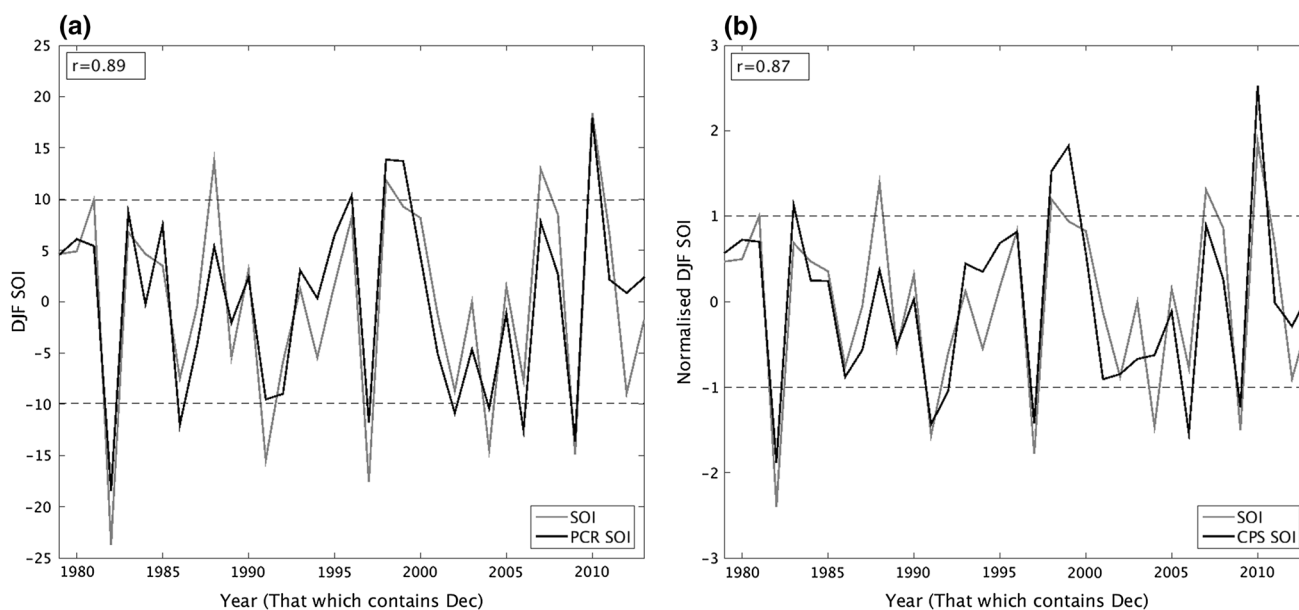 (a)
r=0.89
25
20
15
10
5
0
−5
−10
−15
−20
−25
DJF SOI
SOI
PCR SOI
1980 1985 1990 1995 2000 2005 2010
Year (That which contains Dec)
(b)
r=0.87
3
2
1
0
−1
−2
−3
Normalised DJF SOI
SOI
CPS SOI
1980 1985 1990 1995 2000 2005 2010
Year (That which contains Dec)